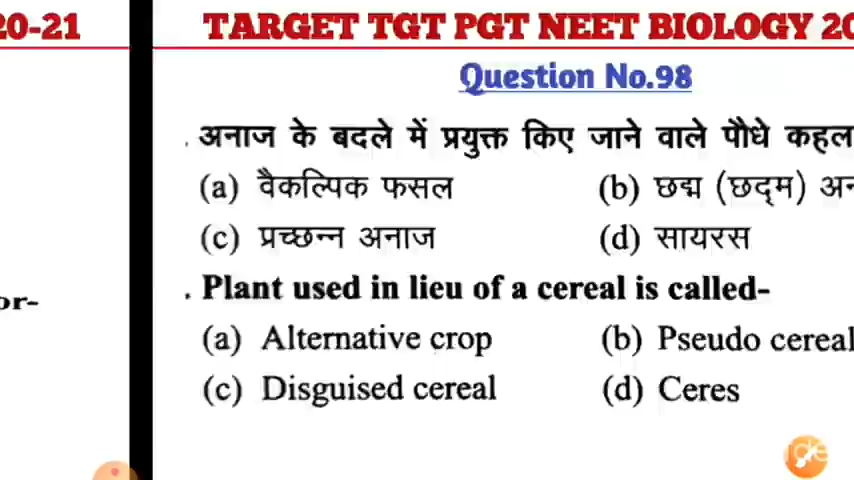 20-21
TARGET TGT PGT NEET BIOLOGY
Question No.98
. अनाज के बदले में प्रयुक्त किए जाने वाले पौधे
(a) वैकल्पिक फसल (b) छद्म (छद्‌म)
(c) प्रच्छन्न अनाज (d) सायरस
or-
. Plant used in lieu of a cereal is called-
(a) Alternative crop (b) Pseudo cereal
(c) Disguised cereal (d) Ceres